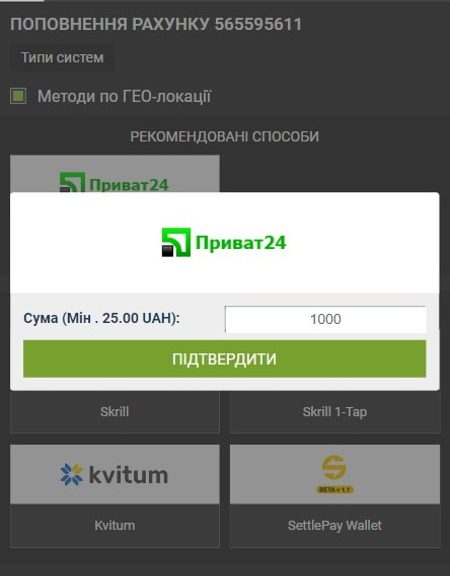 ПОПОВНЕННЯ РАХУНКУ 565595611
Типи систем
Методи по ГЕО-локації
РЕКОМЕНДОВАНІ СПОСОБИ
Приват24
Приват24
Сума (Мін . 25.00 UAH):
1000
ПІДТВЕРДИТИ
Skrill
Skrill 1-Tap
kvitum
BETA v 1.1
Kvitum
SettlePay Wallet